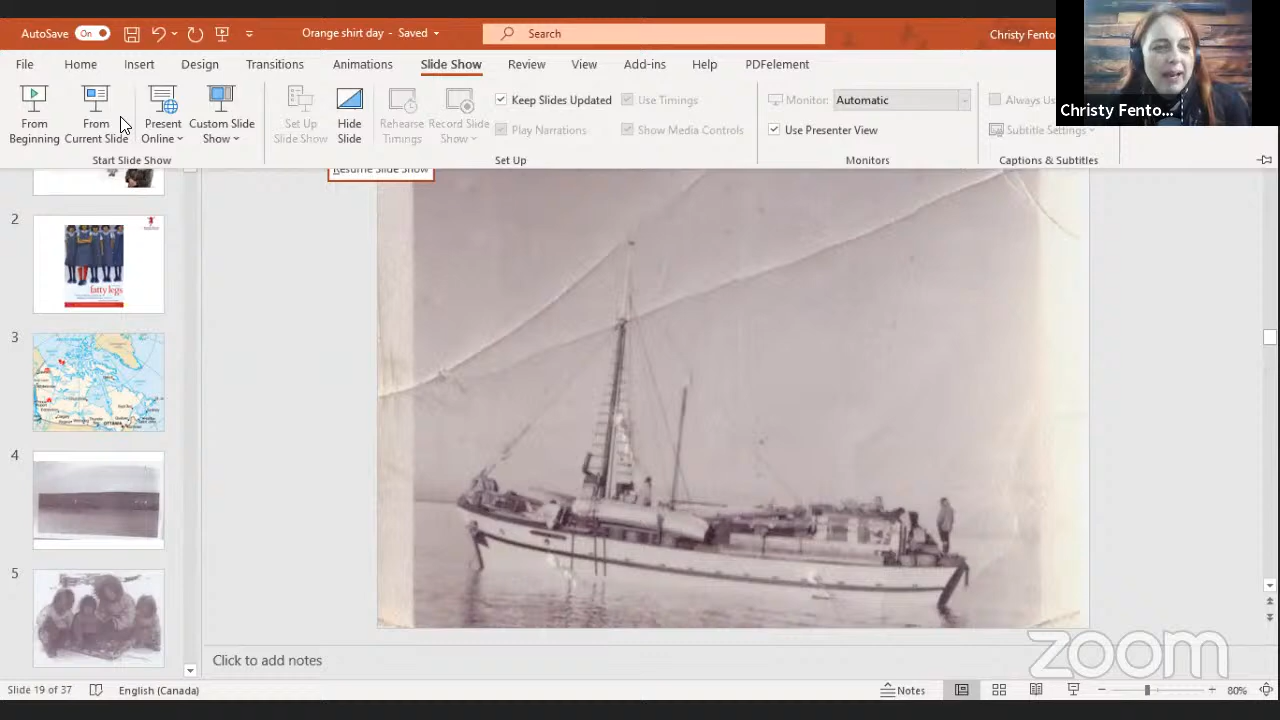 AutoSave On Orange shirt day - Saved Search Christy Fento
File Home Insert Design Transitions Animations Slide Show Review View Add-ins Help PDFelement
From Beginning
From Current Slide
Present Online
Custom Slide Show
Set Up Slide Show
Hide Slide
Rehearse Timings
Record Slide Show
Keep Slides Updated
Play Narrations
Use Timings
Show Media Controls
Monitor: Automatic
Use Presenter View
Always Us
Subtitle Settings
Christy Fento...
Start Slide Show Set Up Monitors Captions & Subtitles
Resume Slide Show
2
fatty legs
3
4
5
Click to add notes
zoom
Slide 19 of 37 English (Canada) Notes 80%